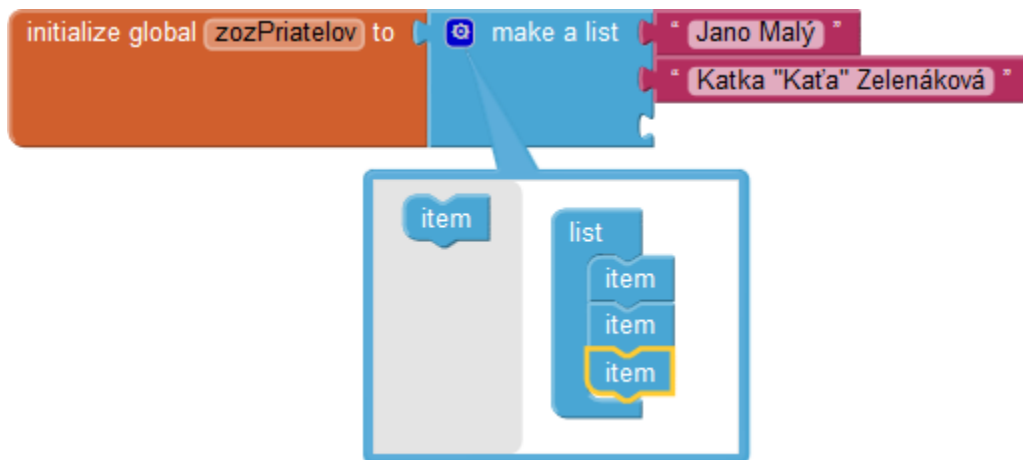 initialize global zozPriatelov to make a list “ Jano Malý ”
“ Katka "Kaťa" Zelenáková ”
item
list
item
item
item